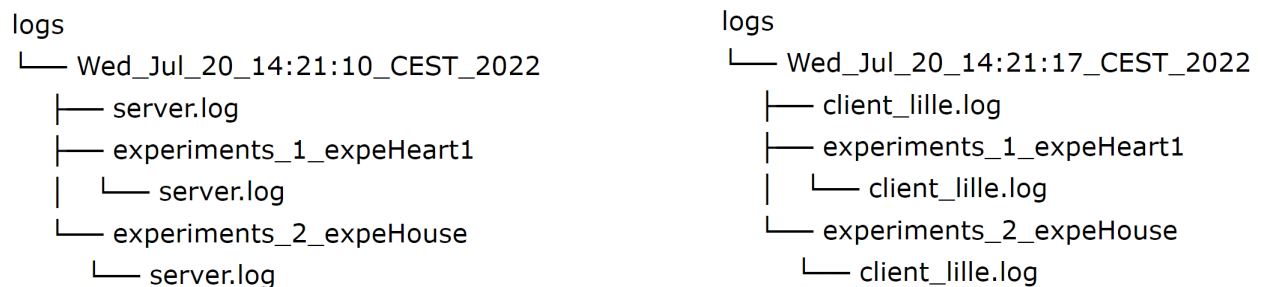 logs
└── Wed_Jul_20_14:21:10_CEST_2022
├── server.log
├── experiments_1_expeHeart1
│   └── server.log
└── experiments_2_expeHouse
└── server.log
logs
└── Wed_Jul_20_14:21:17_CEST_2022
├── client_lille.log
├── experiments_1_expeHeart1
│   └── client_lille.log
└── experiments_2_expeHouse
└── client_lille.log